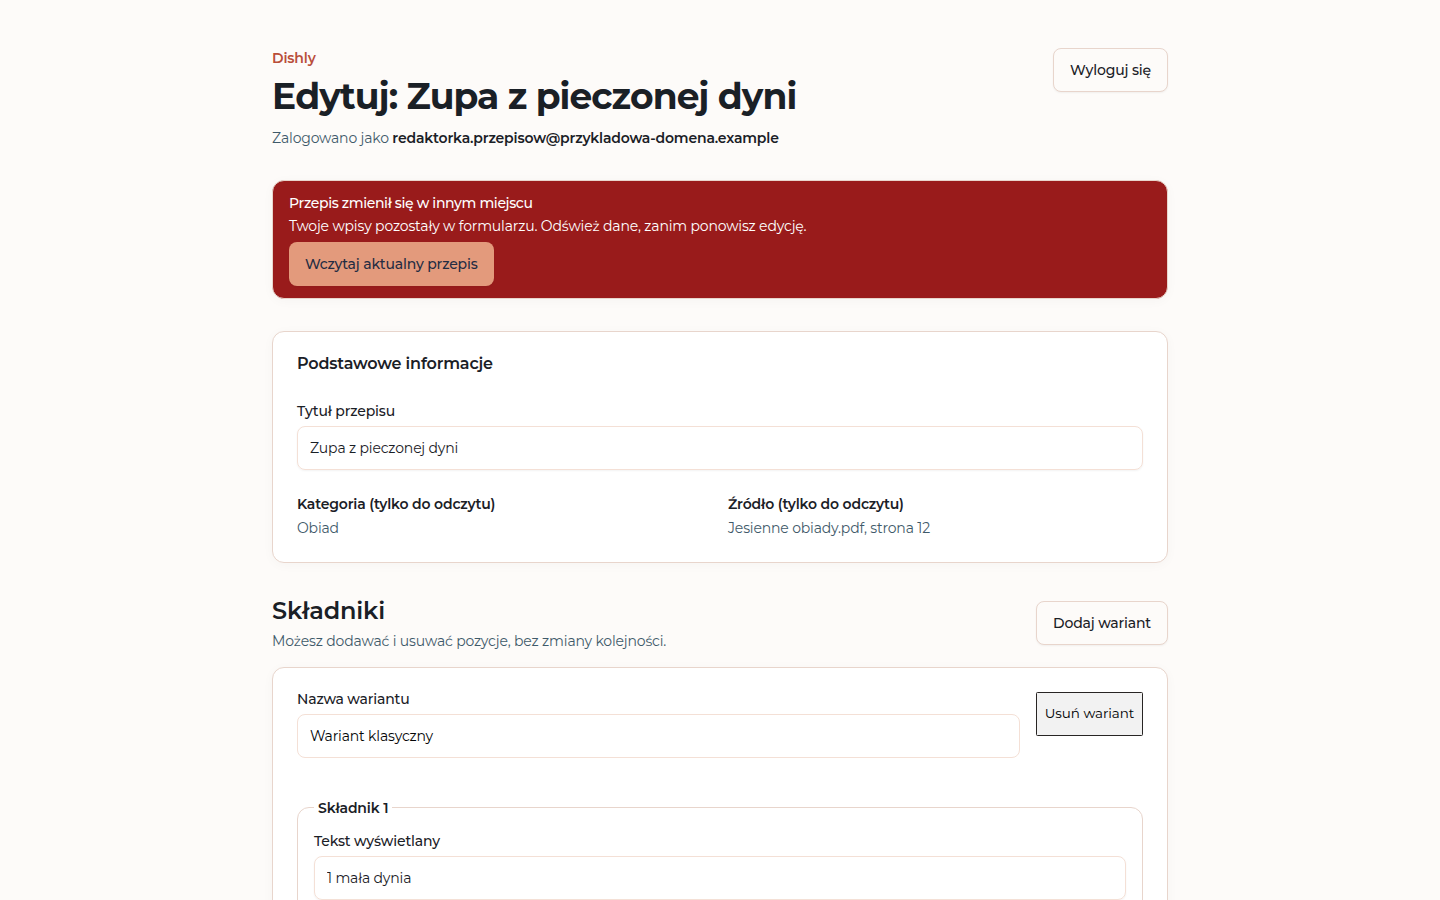 Dishly
Wyloguj się
Edytuj: Zupa z pieczonej dyni
Zalogowano jako redaktorka.przepisow@przykladowa-domena.example
Przepis zmienił się w innym miejscu
Twoje wpisy pozostały w formularzu. Odśwież dane, zanim ponowisz edycję.
Wczytaj aktualny przepis
Podstawowe informacje
Tytuł przepisu
Zupa z pieczonej dyni
Kategoria (tylko do odczytu)
Obiad
Źródło (tylko do odczytu)
Jesienne obiady.pdf, strona 12
Składniki
Możesz dodawać i usuwać pozycje, bez zmiany kolejności.
Dodaj wariant
Nazwa wariantu
Wariant klasyczny
Usuń wariant
Składnik 1
Tekst wyświetlany
1 mała dynia